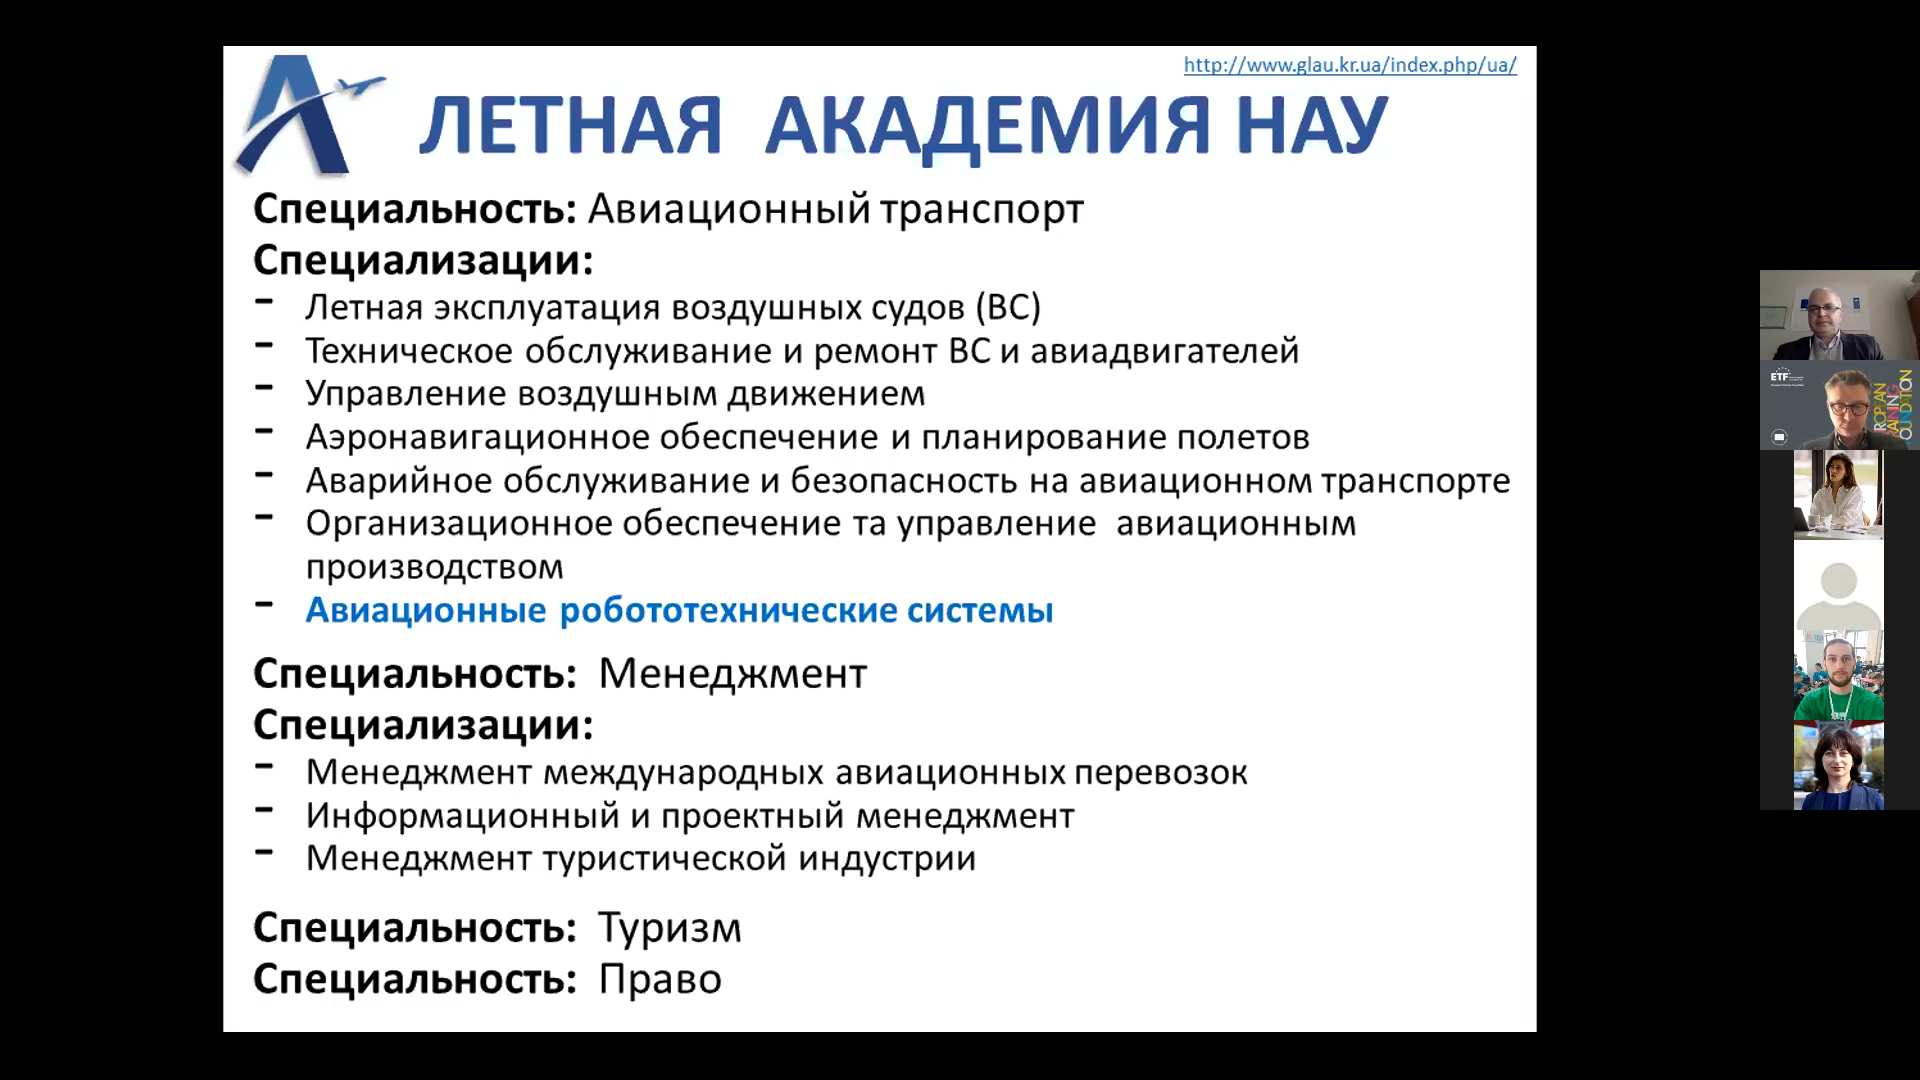 http://www.glau.kr.ua/index.php/ua/
ЛЕТНАЯ АКАДЕМИЯ НАУ
Специальность: Авиационный транспорт
Специализации:
- Летная эксплуатация воздушных судов (ВС)
- Техническое обслуживание и ремонт ВС и авиадвигателей
- Управление воздушным движением
- Аэронавигационное обеспечение и планирование полетов
- Аварийное обслуживание и безопасность на авиационном транспорте
- Организационное обеспечение та управление авиационным
производством
- Авиационные робототехнические системы
Специальность: Менеджмент
Специализации:
- Менеджмент международных авиационных перевозок
- Информационный и проектный менеджмент
- Менеджмент туристической индустрии
Специальность: Туризм
Специальность: Право
ETF